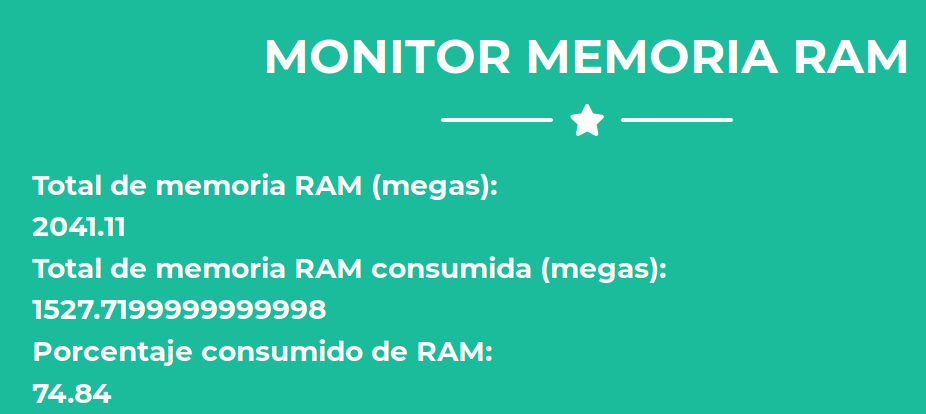 MONITOR MEMORIA RAM
Total de memoria RAM (megas):
2041.11
Total de memoria RAM consumida (megas):
1527.7199999999998
Porcentaje consumido de RAM:
74.84